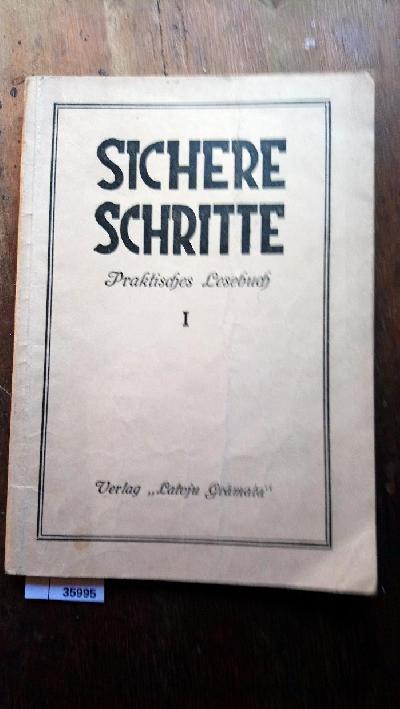 SICHERE
SCHRITTE
Praktisches Lesebuch
I
Verlag „Latvju Grāmata“
35995